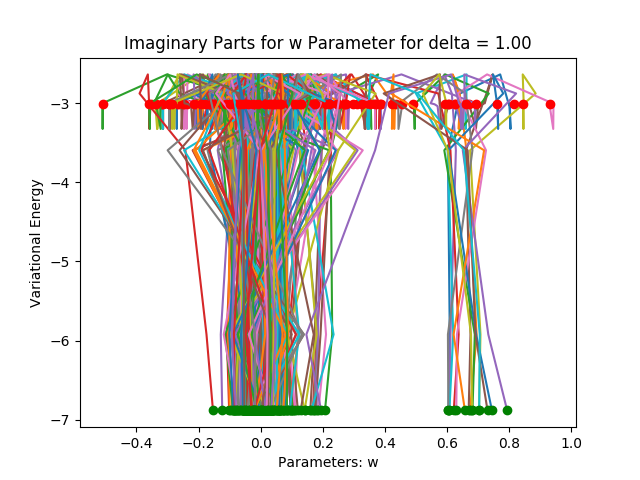 Imaginary Parts for w Parameter for delta = 1.00
Variational Energy
−3
−4
−5
−6
−7
−0.4 −0.2 0.0 0.2 0.4 0.6 0.8 1.0
Parameters: w